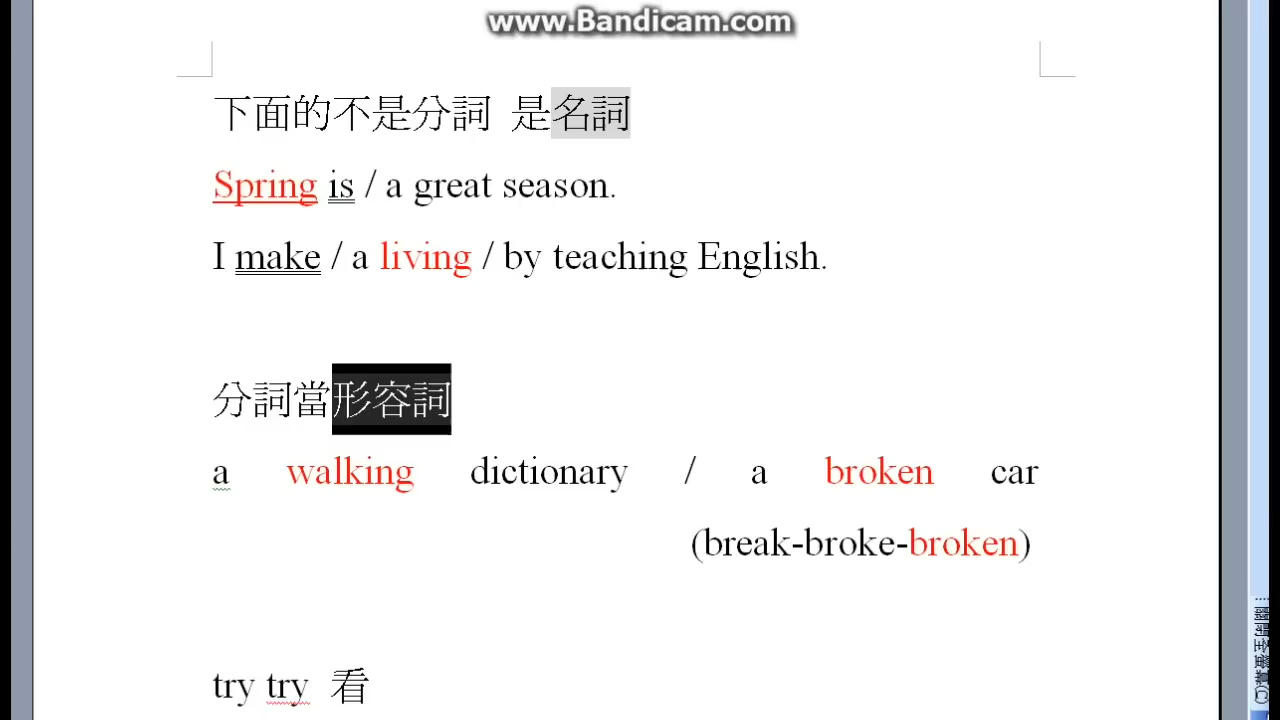 www.Bandicam.com
下面的不是分詞 是名詞
Spring is / a great season.
I make / a living / by teaching English.
分詞當形容詞
a walking dictionary / a broken car
(break-broke-broken)
try try 看